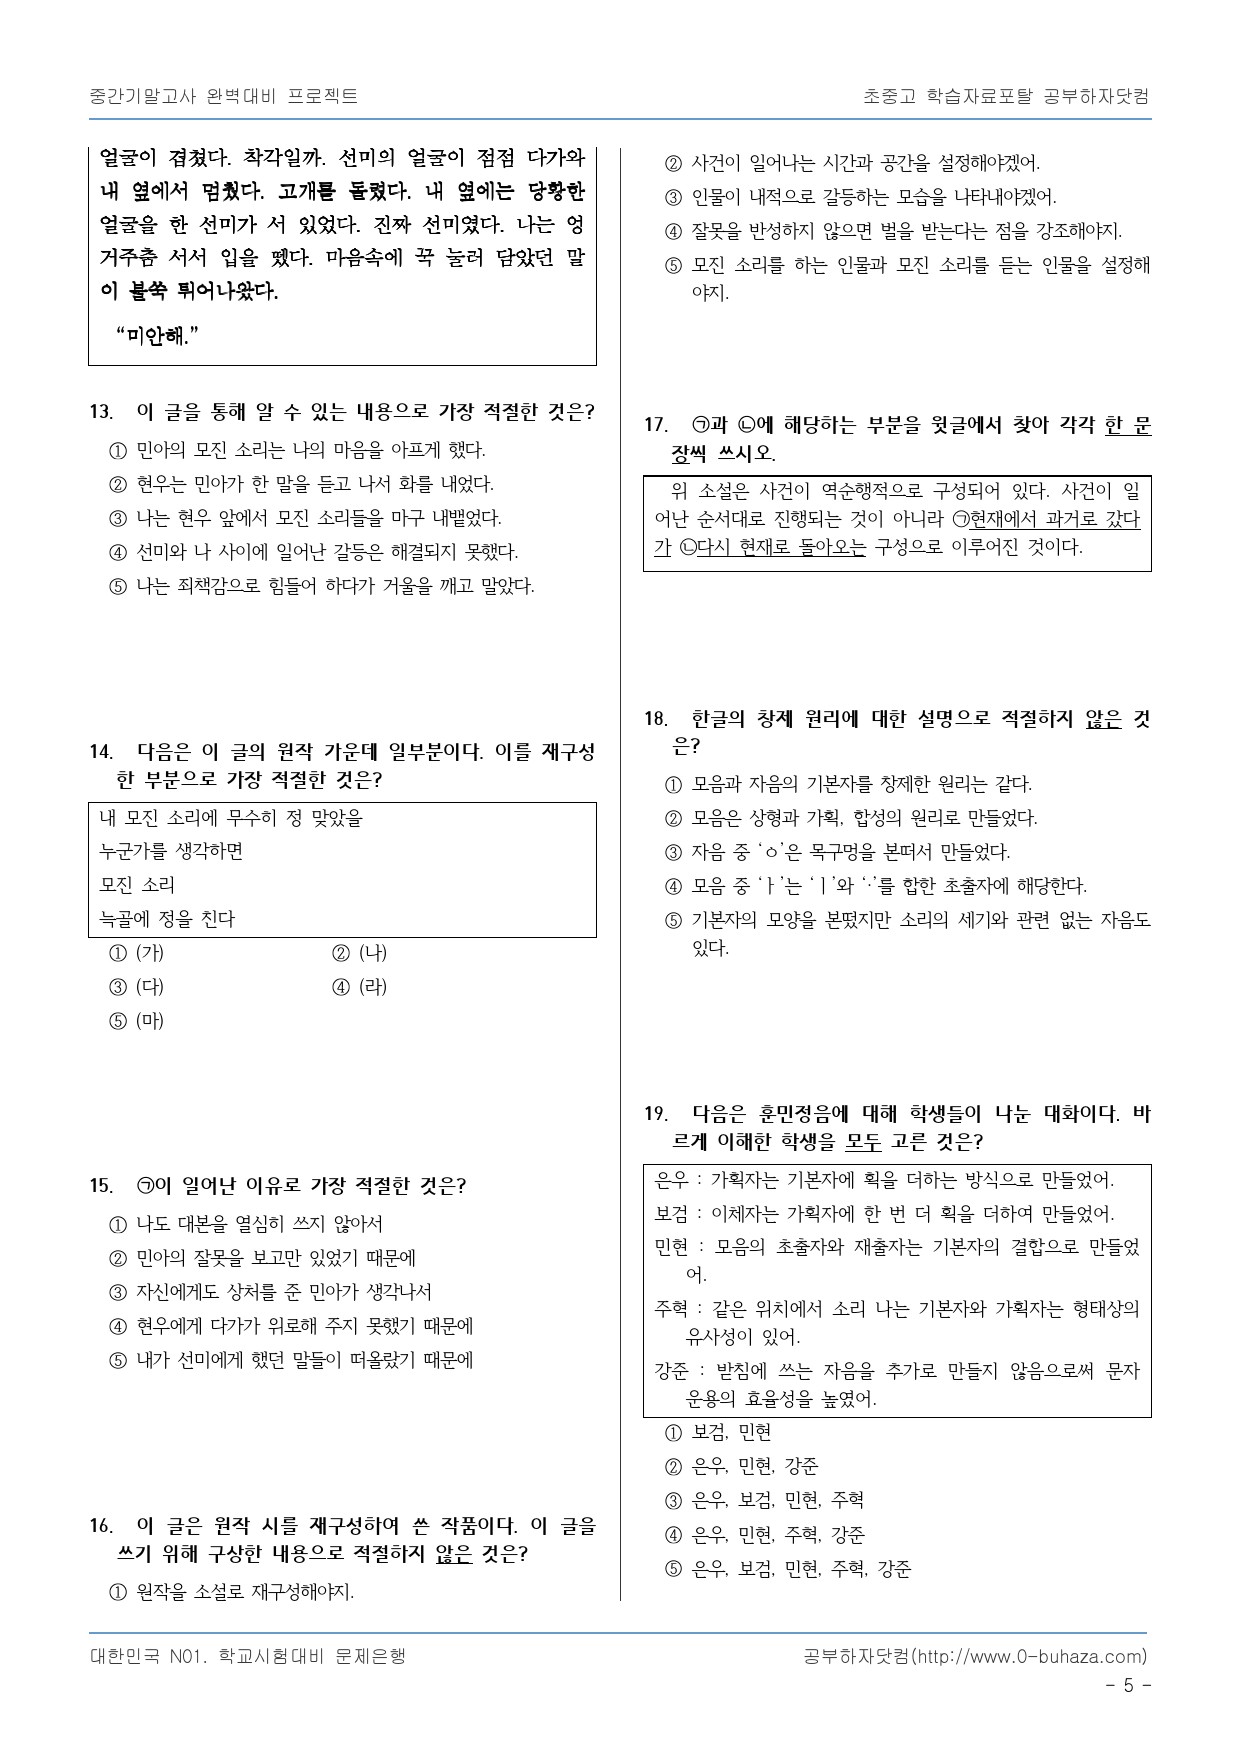 중간기말고사 완벽대비 프로젝트
초중고 학습자료포탈 공부하자닷컴
얼굴이 겹쳤다. 착각일까. 선미의 얼굴이 점점 다가와
내 옆에서 멈췄다. 고개를 돌렸다. 내 옆에는 당황한
얼굴을 한 선미가 서 있었다. 진짜 선미였다. 나는 엉
거주춤 서서 입을 뗐다. 마음속에 꾹 눌러 담았던 말
이 불쑥 튀어나왔다.
“미안해.”
13. 이 글을 통해 알 수 있는 내용으로 가장 적절한 것은?
① 민아의 모진 소리는 나의 마음을 아프게 했다.
② 현우는 민아가 한 말을 듣고 나서 화를 내었다.
③ 나는 현우 앞에서 모진 소리들을 마구 내뱉었다.
④ 선미와 나 사이에 일어난 갈등은 해결되지 못했다.
⑤ 나는 죄책감으로 힘들어 하다가 거울을 깨고 말았다.
14. 다음은 이 글의 원작 가운데 일부분이다. 이를 재구성
한 부분으로 가장 적절한 것은?
내 모진 소리에 무수히 정 맞았을
누군가를 생각하면
모진 소리
늑골에 정을 친다
① (가) ② (나)
③ (다) ④ (라)
⑤ (마)
15. ㉠이 일어난 이유로 가장 적절한 것은?
① 나도 대본을 열심히 쓰지 않아서
② 민아의 잘못을 보고만 있었기 때문에
③ 자신에게도 상처를 준 민아가 생각나서
④ 현우에게 다가가 위로해 주지 못했기 때문에
⑤ 내가 선미에게 했던 말들이 떠올랐기 때문에
16. 이 글은 원작 시를 재구성하여 쓴 작품이다. 이 글을
쓰기 위해 구상한 내용으로 적절하지 않은 것은?
① 원작을 소설로 재구성해야지.
② 사건이 일어나는 시간과 공간을 설정해야겠어.
③ 인물이 내적으로 갈등하는 모습을 나타내야겠어.
④ 잘못을 반성하지 않으면 벌을 받는다는 점을 강조해야지.
⑤ 모진 소리를 하는 인물과 모진 소리를 듣는 인물을 설정해
야지.
17. ㉠과 ㉡에 해당하는 부분을 윗글에서 찾아 각각 한 문
장씩 쓰시오.
위 소설은 사건이 역순행적으로 구성되어 있다. 사건이 일
어난 순서대로 진행되는 것이 아니라 ㉠현재에서 과거로 갔다
가 ㉡다시 현재로 돌아오는 구성으로 이루어진 것이다.
18. 한글의 창제 원리에 대한 설명으로 적절하지 않은 것
은?
① 모음과 자음의 기본자를 창제한 원리는 같다.
② 모음은 상형과 가획, 합성의 원리로 만들었다.
③ 자음 중 ‘ㅇ’은 목구멍을 본떠서 만들었다.
④ 모음 중 ‘ㅏ’는 ‘ㅣ’와 ‘·’를 합한 초출자에 해당한다.
⑤ 기본자의 모양을 본떴지만 소리의 세기와 관련 없는 자음도
있다.
19. 다음은 훈민정음에 대해 학생들이 나눈 대화이다. 바
르게 이해한 학생을 모두 고른 것은?
은우 : 가획자는 기본자에 획을 더하는 방식으로 만들었어.
보검 : 이체자는 가획자에 한 번 더 획을 더하여 만들었어.
민현 : 모음의 초출자와 재출자는 기본자의 결합으로 만들었
어.
주혁 : 같은 위치에서 소리 나는 기본자와 가획자는 형태상의
유사성이 있어.
강준 : 받침에 쓰는 자음을 추가로 만들지 않음으로써 문자
운용의 효율성을 높였어.
① 보검, 민현
② 은우, 민현, 강준
③ 은우, 보검, 민현, 주혁
④ 은우, 민현, 주혁, 강준
⑤ 은우, 보검, 민현, 주혁, 강준
대한민국 N01. 학교시험대비 문제은행
공부하자닷컴(http://www.0-buhaza.com)
- 5 -